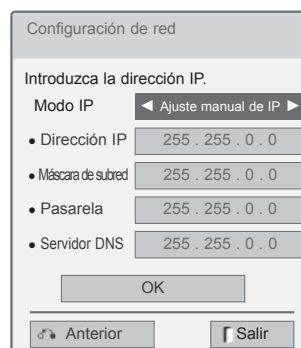 Configuración de red
Introduzca la dirección IP.
Modo IP ◄ Ajuste manual de IP ►
• Dirección IP 255 . 255 . 0 . 0
• Máscara de subred 255 . 255 . 0 . 0
• Pasarela 255 . 255 . 0 . 0
• Servidor DNS 255 . 255 . 0 . 0
OK
Anterior Salir